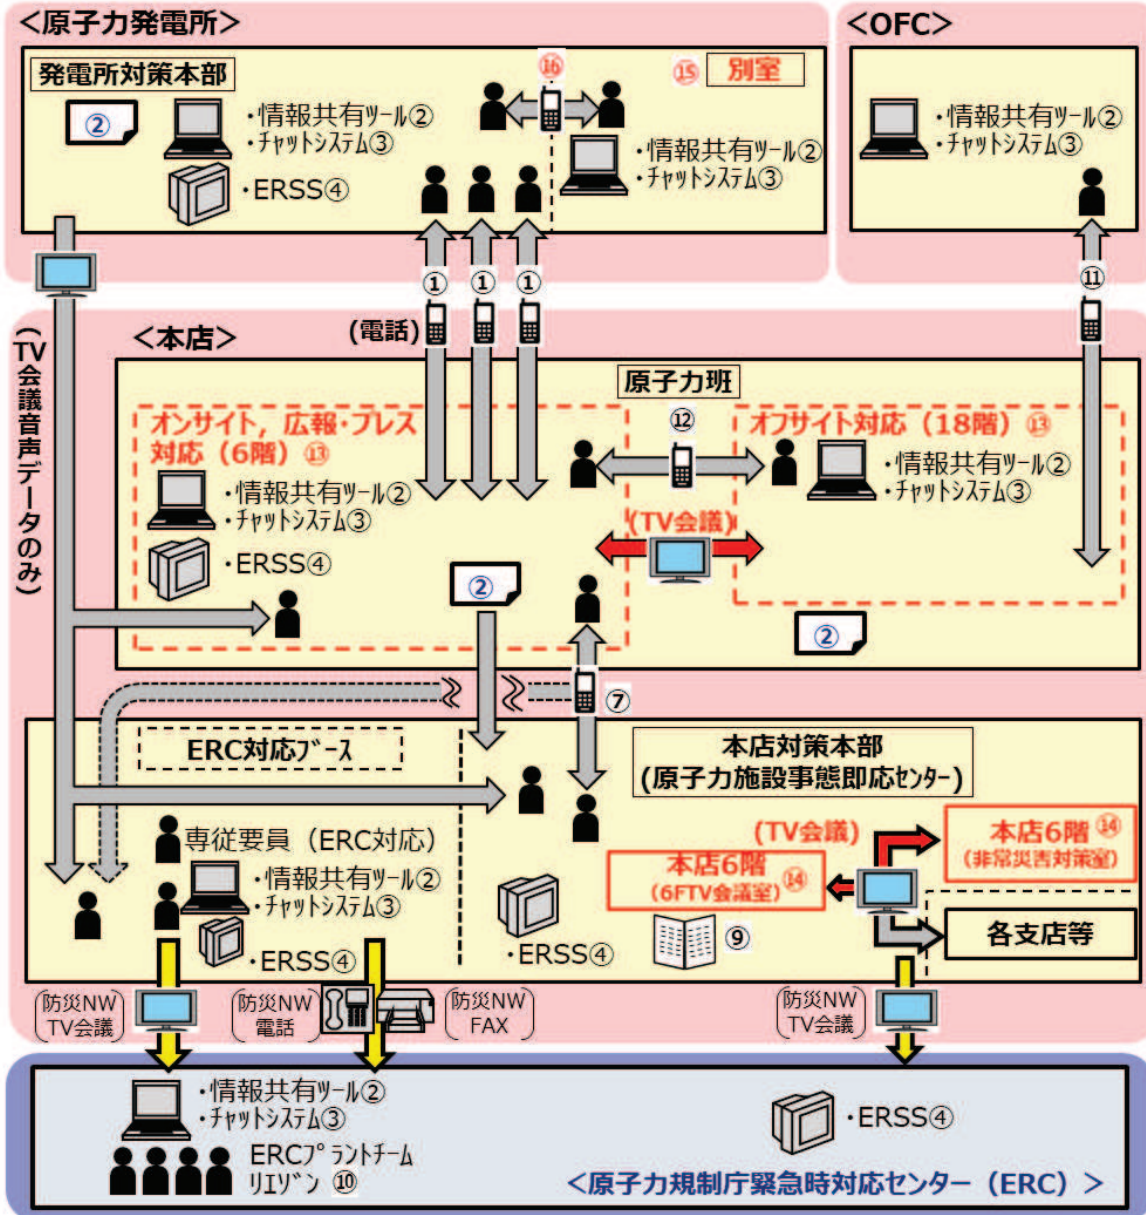 <原子力発電所>
発電所対策本部
②
・情報共有ツール②
・チャットシステム③
・ERSS④
⑯
⑮
別室
・情報共有ツール②
・チャットシステム③
<OFC>
・情報共有ツール②
・チャットシステム③
①
①
①
⑪
(TV会議音声データのみ)
<本店>
(電話)
原子力班
オンサイト，広報・プレス
対応（6階）⑬
・情報共有ツール②
・チャットシステム③
・ERSS④
⑫
オフサイト対応（18階）⑬
・情報共有ツール②
・チャットシステム③
(TV会議)
②
②
⑦
ERC対応ブース
本店対策本部
(原子力施設事態即応センター)
専従要員（ERC対応）
・情報共有ツール②
・チャットシステム③
・ERSS④
・ERSS④
(TV会議)
本店6階⑭
(6FTV会議室)
本店6階⑭
(非常災害対策室)
⑨
各支店等
防災NW
TV会議
防災NW
電話
防災NW
FAX
防災NW
TV会議
・情報共有ツール②
・チャットシステム③
ERCプラントチーム
リエゾン ⑩
・ERSS④
<原子力規制庁緊急時対応センター（ERC）>